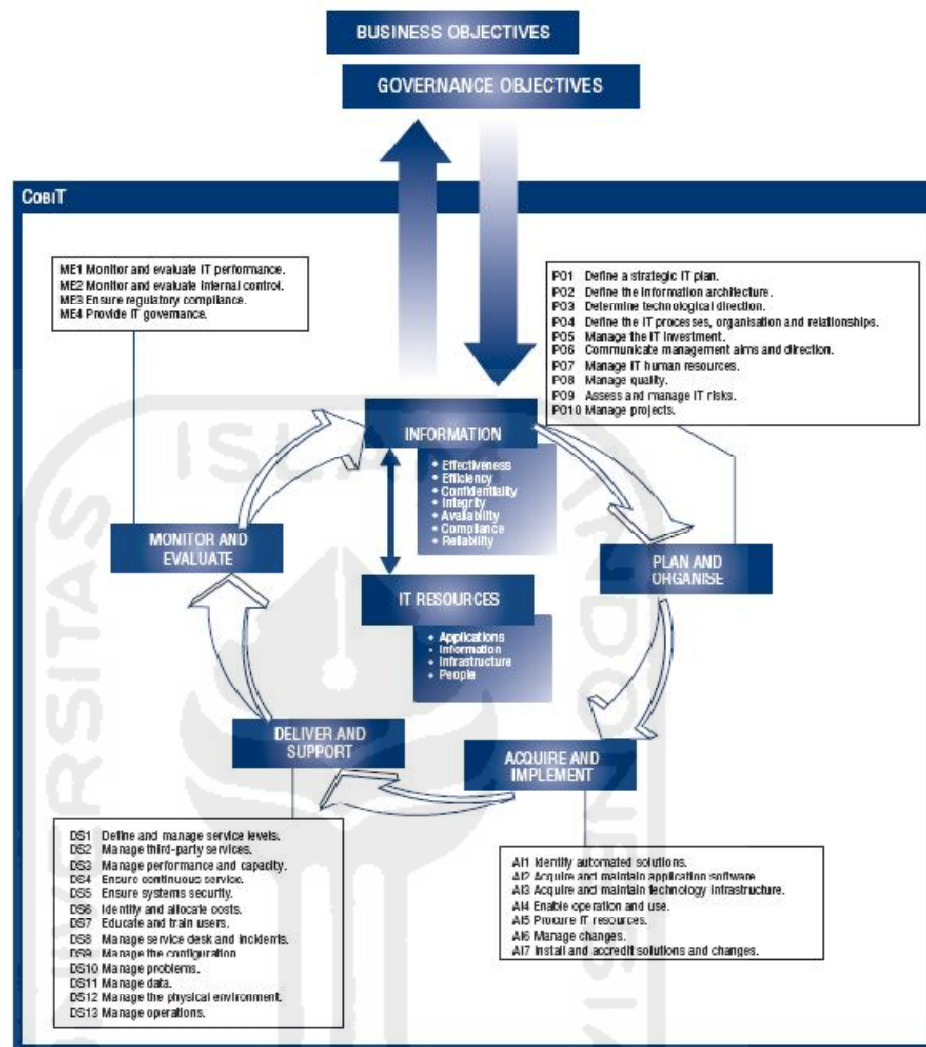 BUSINESS OBJECTIVES
GOVERNANCE OBJECTIVES
COBIT
ME1 Monitor and evaluate IT performance.
ME2 Monitor and evaluate internal control.
ME3 Ensure regulatory compliance.
ME4 Provide IT governance.
PO1 Define a strategic IT plan.
PO2 Define the information architecture.
PO3 Determine technological direction.
PO4 Define the IT processes, organisation and relationships.
PO5 Manage the IT investment.
PO6 Communicate management aims and direction.
PO7 Manage IT human resources.
PO8 Manage quality.
PO9 Assess and manage IT risks.
PO10 Manage projects.
INFORMATION
• Effectiveness
• Efficiency
• Confidentiality
• Integrity
• Availability
• Compliance
• Reliability
MONITOR AND
EVALUATE
PLAN AND
ORGANISE
IT RESOURCES
• Applications
• Information
• Infrastructure
• People
DELIVER AND
SUPPORT
ACQUIRE AND
IMPLEMENT
DS1 Define and manage service levels.
DS2 Manage third-party services.
DS3 Manage performance and capacity.
DS4 Ensure continuous service.
DS5 Ensure systems security.
DS6 Identify and allocate costs.
DS7 Educate and train users.
DS8 Manage service desk and incidents.
DS9 Manage the configuration
DS10 Manage problems.
DS11 Manage data.
DS12 Manage the physical environment.
DS13 Manage operations.
AI1 Identify automated solutions.
AI2 Acquire and maintain application software
AI3 Acquire and maintain technology infrastructure.
AI4 Enable operation and use.
AI5 Procure IT resources.
AI6 Manage changes.
AI7 Install and accredit solutions and changes.
UNIVERSITAS
ISLAM
INDONESIA